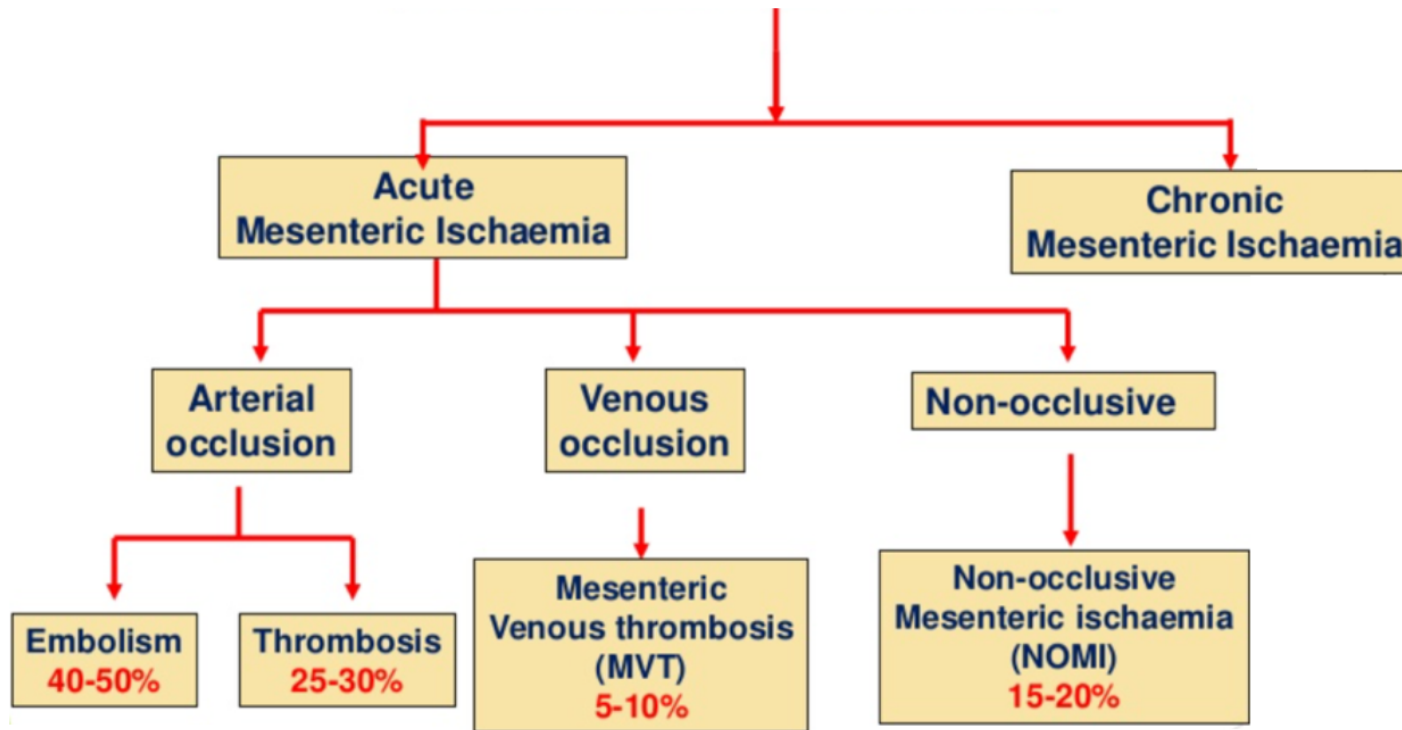 Acute
Mesenteric Ischaemia
Chronic
Mesenteric Ischaemia
Arterial
occlusion
Venous
occlusion
Non-occlusive
Embolism
40-50%
Thrombosis
25-30%
Mesenteric
Venous thrombosis
(MVT)
5-10%
Non-occlusive
Mesenteric ischaemia
(NOMI)
15-20%